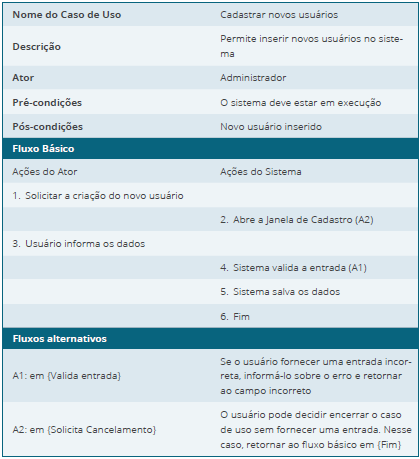 Nome do Caso de Uso Cadastrar novos usuários
Descrição Permite inserir novos usuários no siste-
ma
Ator Administrador
Pré-condições O sistema deve estar em execução
Pós-condições Novo usuário inserido
Fluxo Básico
Ações do Ator Ações do Sistema
1. Solicitar a criação do novo usuário
2. Abre a Janela de Cadastro (A2)
3. Usuário informa os dados
4. Sistema valida a entrada (A1)
5. Sistema salva os dados
6. Fim
Fluxos alternativos
A1: em {Valida entrada} Se o usuário fornecer uma entrada incor-
reta, informá-lo sobre o erro e retornar
ao campo incorreto
A2: em {Solicita Cancelamento} O usuário pode decidir encerrar o caso
de uso sem fornecer uma entrada. Nesse
caso, retornar ao fluxo básico em {Fim}